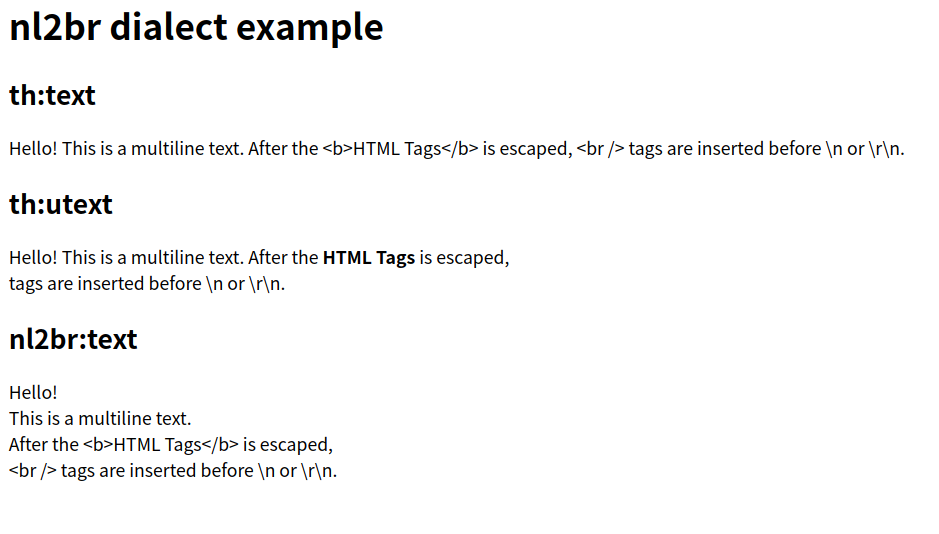 nl2br dialect example
th:text
Hello! This is a multiline text. After the <b>HTML Tags</b> is escaped, <br /> tags are inserted before \n or \r\n.
th:utext
Hello! This is a multiline text. After the HTML Tags is escaped,
tags are inserted before \n or \r\n.
nl2br:text
Hello!
This is a multiline text.
After the <b>HTML Tags</b> is escaped,
<br /> tags are inserted before \n or \r\n.